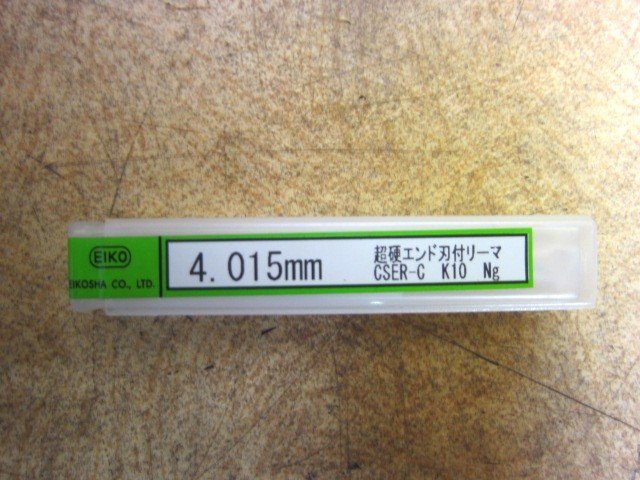 EIKO
EIKOSHA CO., LTD.
4.015mm
超硬エンド刃付リーマ
CSER-C K10 Ng